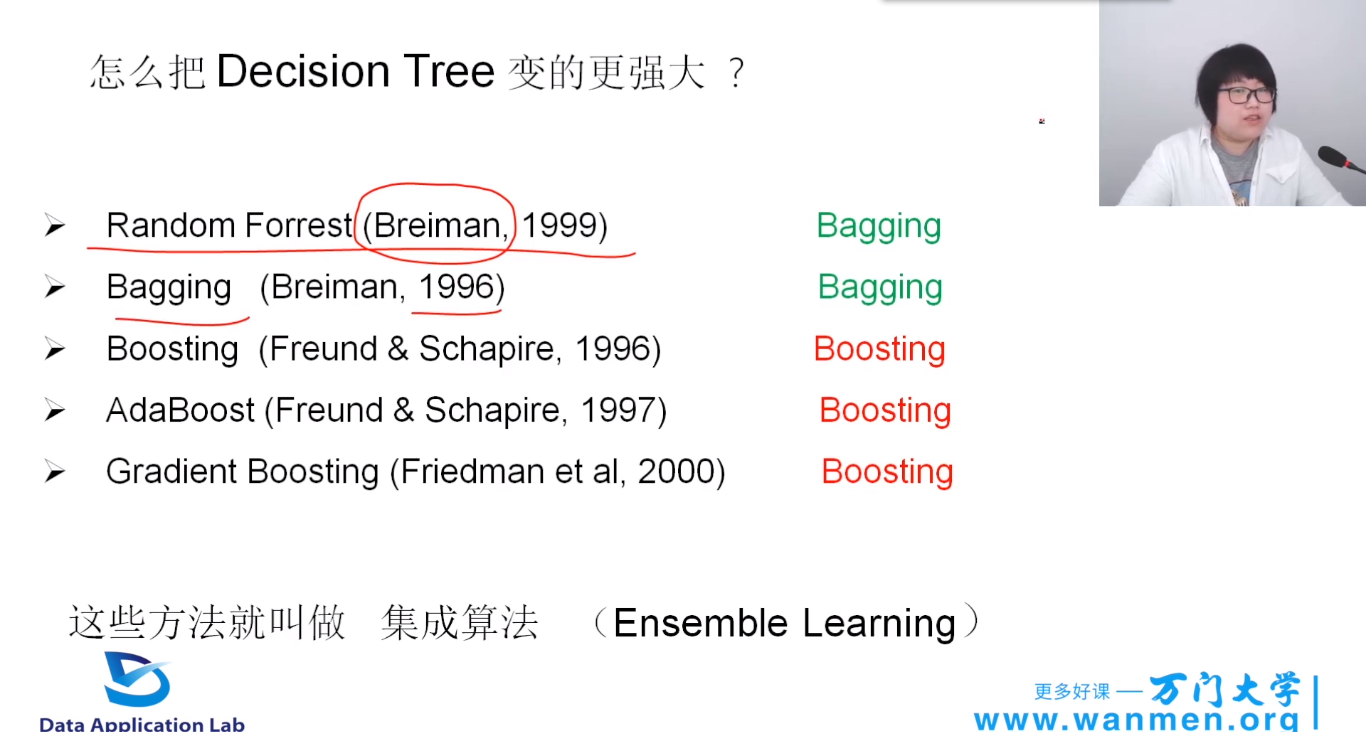 怎么把 Decision Tree 变的更强大 ?
Random Forrest (Breiman, 1999) Bagging
Bagging (Breiman, 1996) Bagging
Boosting (Freund & Schapire, 1996) Boosting
AdaBoost (Freund & Schapire, 1997) Boosting
Gradient Boosting (Friedman et al, 2000) Boosting
这些方法就叫做 集成算法 （Ensemble Learning）
Data Application Lab
更多好课 — 万门大学
www.wanmen.org